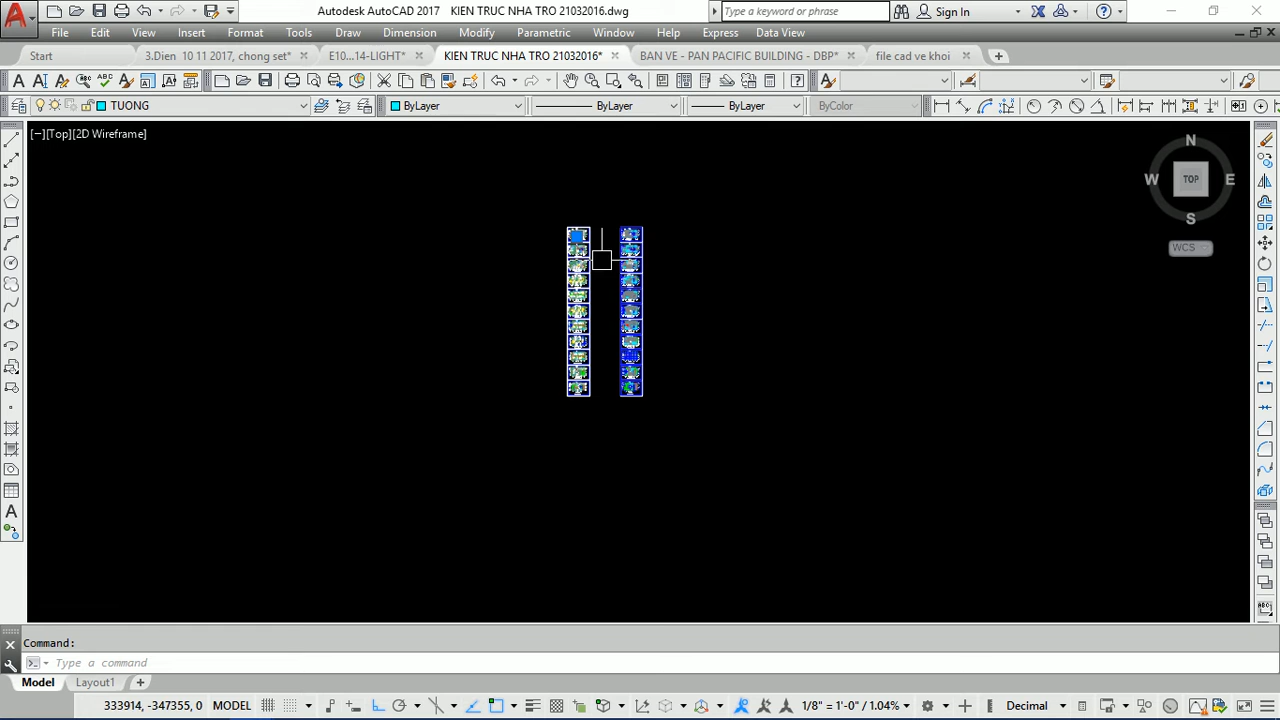 Autodesk AutoCAD 2017 KIEN TRUC NHA TRO 21032016.dwg
Type a keyword or phrase
Sign In
File Edit View Insert Format Tools Draw Dimension Modify Parametric Window Help Express Data View
Start
3.Dien 10 11 2017, chong set*
E10...14-LIGHT*
KIEN TRUC NHA TRO 21032016*
BAN VE - PAN PACIFIC BUILDING - DBP*
file cad ve khoi
TUONG
ByLayer
ByLayer
ByLayer
ByColor
[−][Top][2D Wireframe]
N
W TOP E
S
WCS
Command:
Type a command
Model Layout1
333914, -347355, 0 MODEL
1/8" = 1'-0" / 1.04%
Decimal